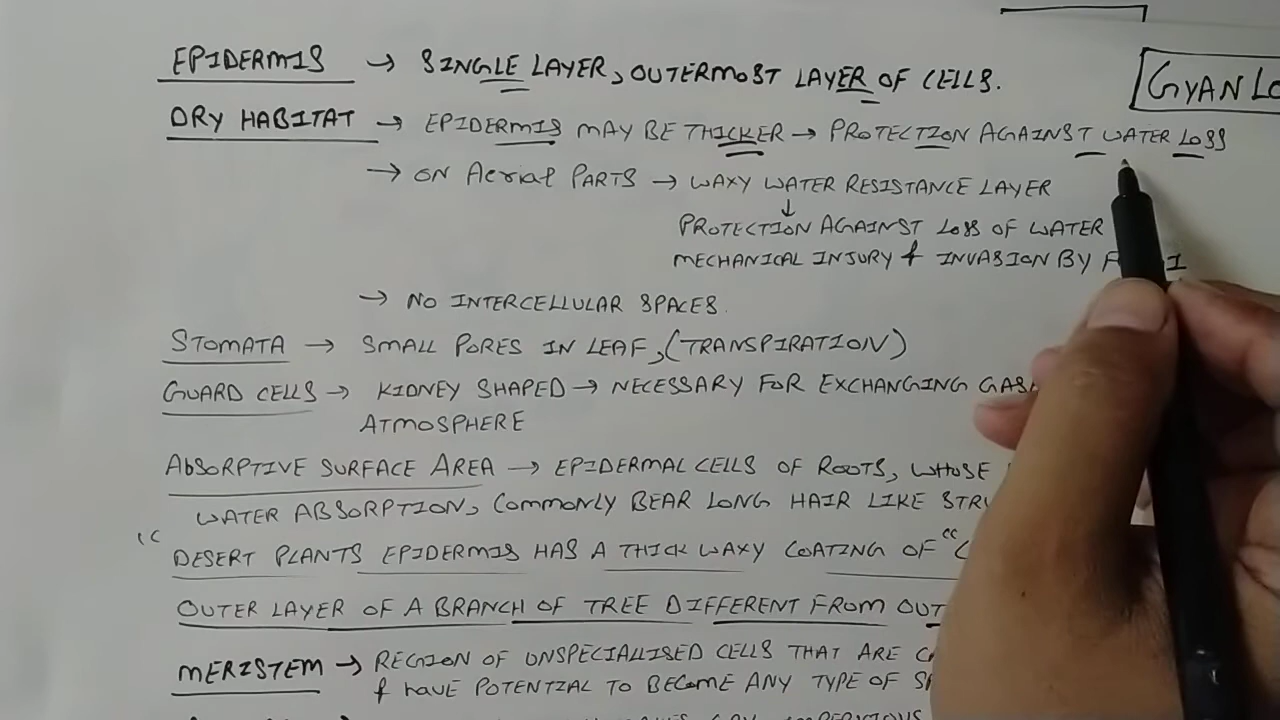 EPIDERMIS → SINGLE LAYER, OUTERMOST LAYER OF CELLS.
GYAN
DRY HABITAT → EPIDERMIS MAY BE THICKER → PROTECTION AGAINST WATER LOSS
→ ON Aerial PARTS → WAXY WATER RESISTANCE LAYER
↓
PROTECTION AGAINST LOSS OF WATER
MECHANICAL INJURY & INVASION BY
→ NO INTERCELLULAR SPACES.
STOMATA → SMALL PORES IN LEAF, (TRANSPIRATION)
GUARD CELLS → KIDNEY SHAPED → NECESSARY FOR EXCHANGING
ATMOSPHERE
AbSORPTIVE SURFACE AREA → EPIDERMAL CELLS OF ROOTS, WHOSE
WATER ABSORPTION, COMMONLY BEAR LONG HAIR LIKE
“ DESERT PLANTS EPIDERMIS HAS A THICK WAXY COATING OF “
OUTER LAYER OF A BRANCH OF TREE DIFFERENT FROM
MERISTEM → REGION OF UNSPECIALISED CELLS THAT ARE
& HAVE POTENTIAL TO BECOME ANY TYPE OF